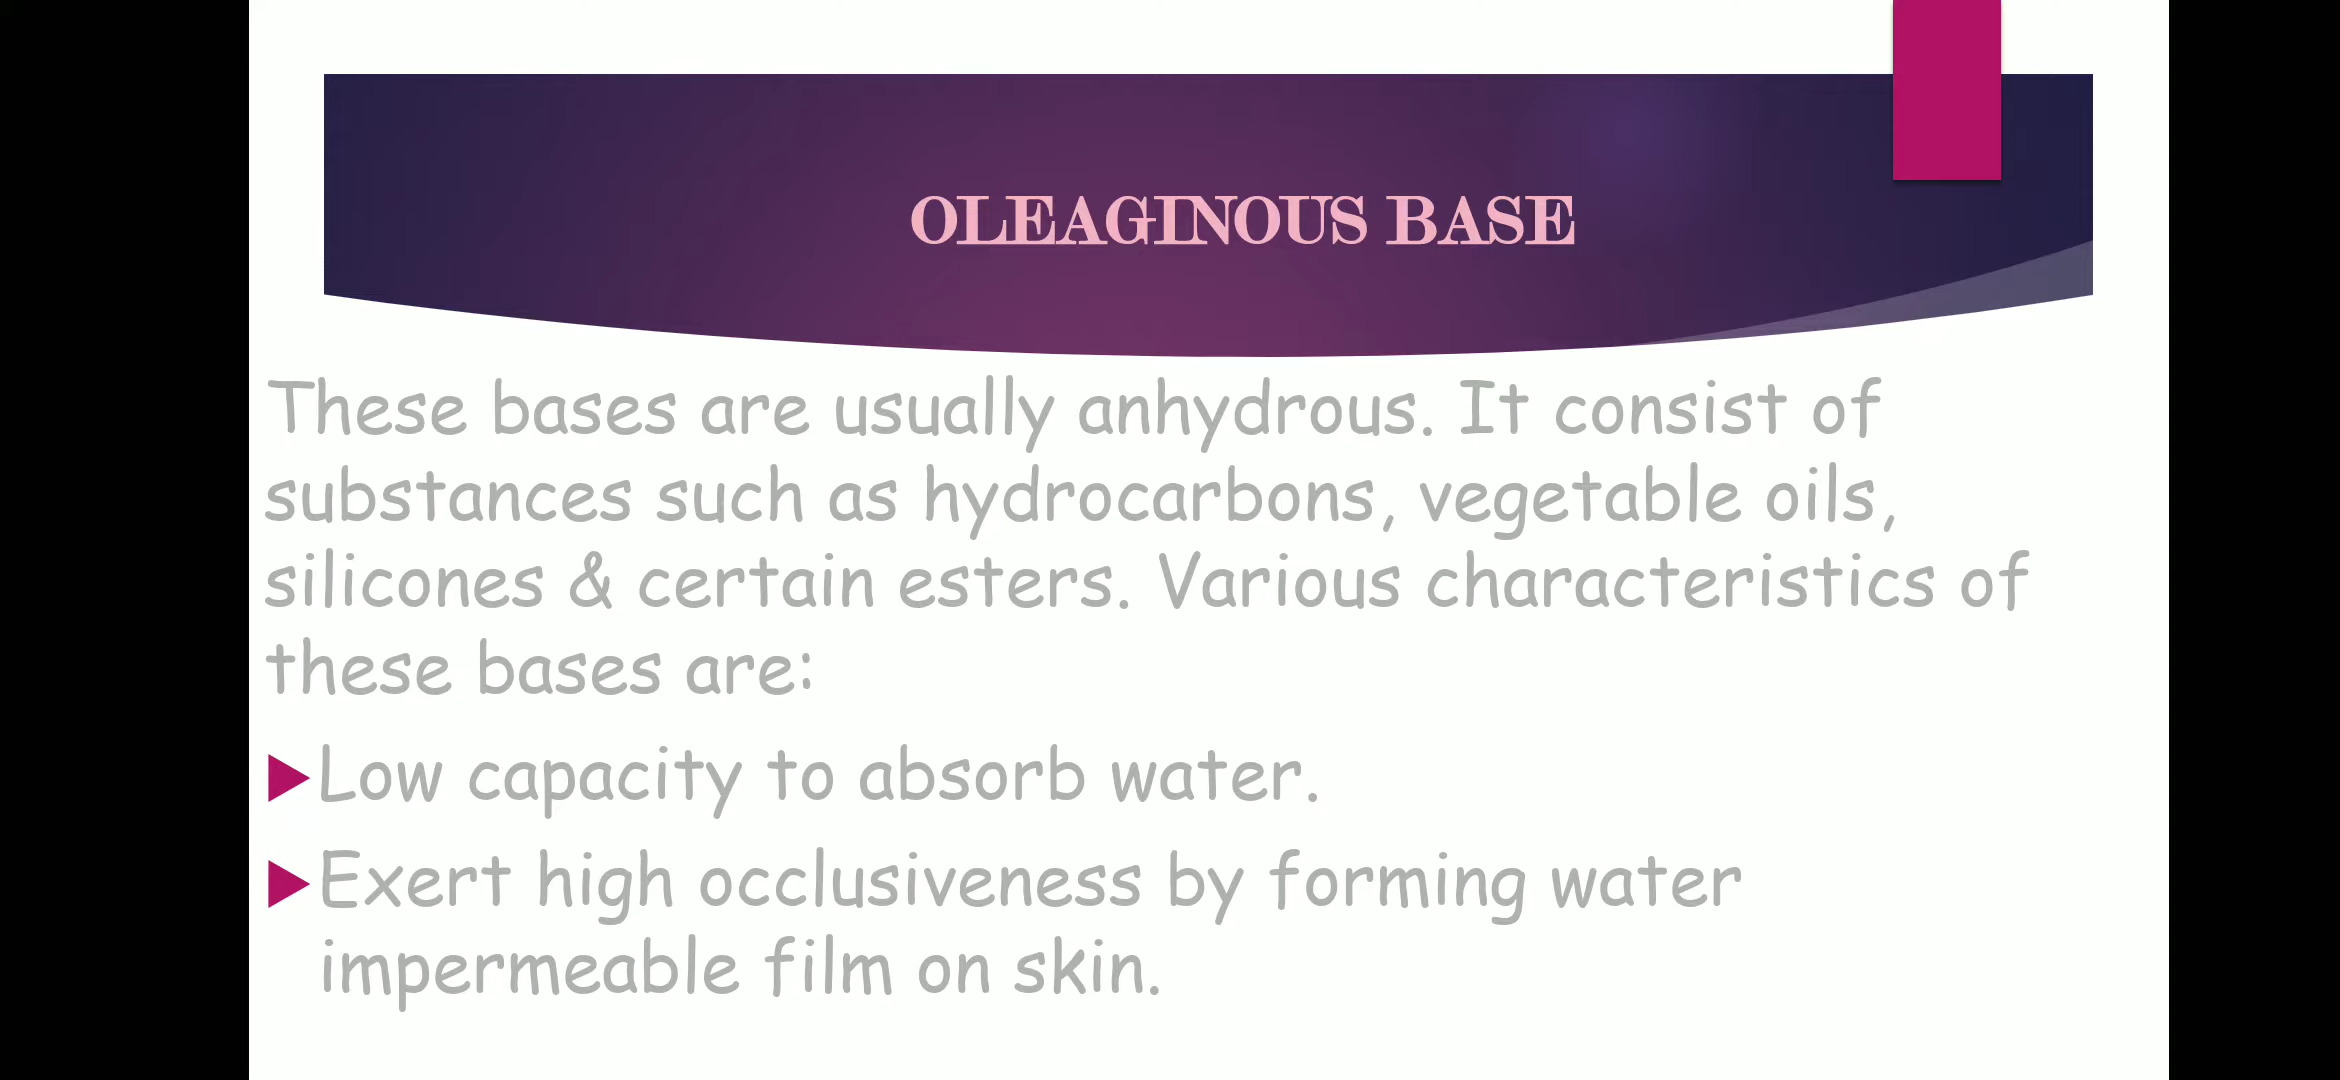 OLEAGINOUS BASE
These bases are usually anhydrous. It consist of
substances such as hydrocarbons, vegetable oils,
silicones & certain esters. Various characteristics of
these bases are:
Low capacity to absorb water.
Exert high occlusiveness by forming water
impermeable film on skin.